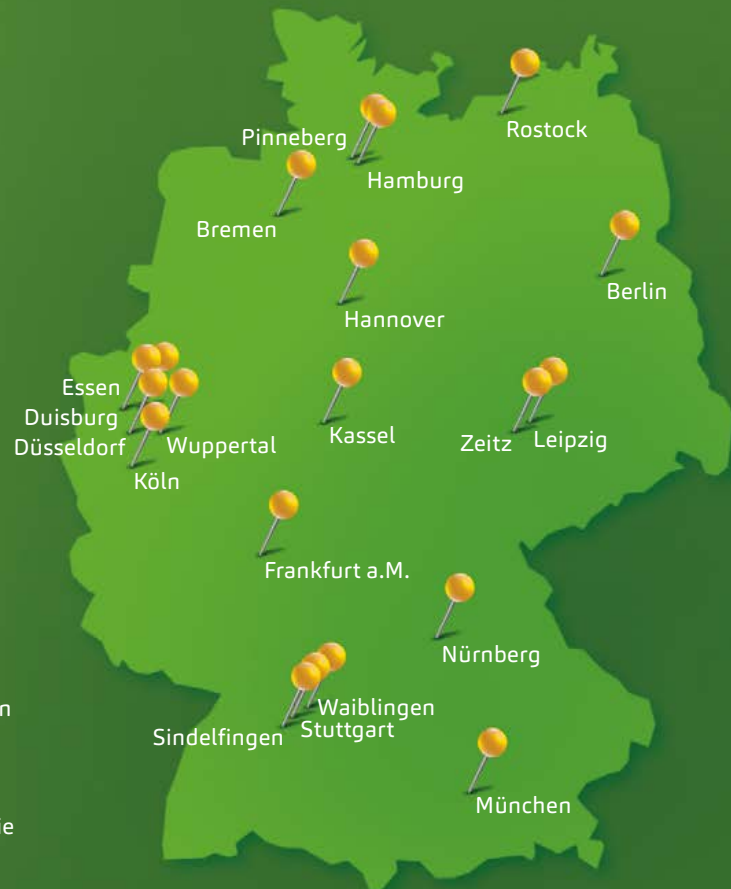 Rostock
Pinneberg
Hamburg
Bremen
Berlin
Hannover
Essen
Duisburg
Düsseldorf
Wuppertal
Köln
Kassel
Zeitz
Leipzig
Frankfurt a.M.
Nürnberg
n
Waiblingen
Stuttgart
Sindelfingen
München
ie